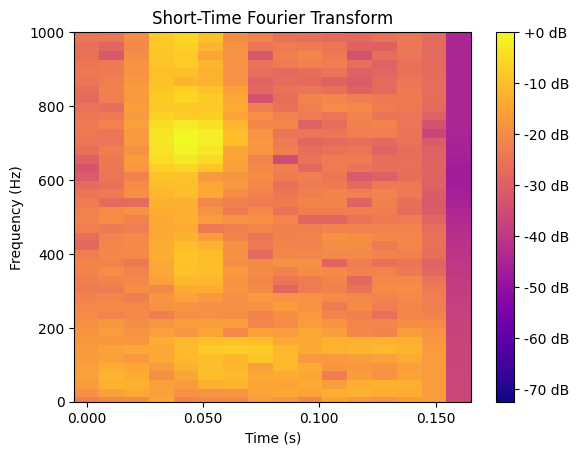 Short-Time Fourier Transform
1000
800
600
400
200
0
Frequency (Hz)
0.000
0.050
0.100
0.150
Time (s)
+0 dB
-10 dB
-20 dB
-30 dB
-40 dB
-50 dB
-60 dB
-70 dB